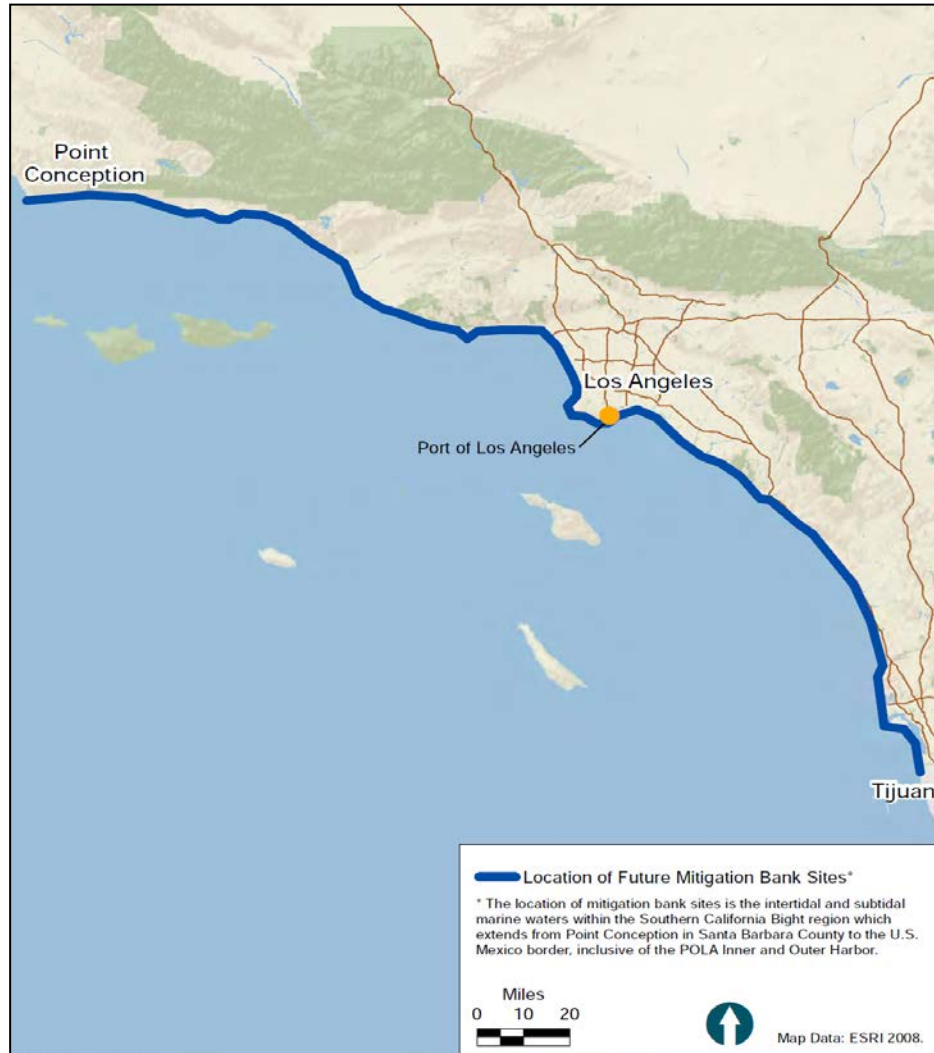 Point
Conception
Los Angeles
Port of Los Angeles
Tijuan
Location of Future Mitigation Bank Sites*
* The location of mitigation bank sites is the intertidal and subtidal
marine waters within the Southern California Bight region which
extends from Point Conception in Santa Barbara County to the U.S.
Mexico border, inclusive of the POLA Inner and Outer Harbor.
Miles
0 10 20
Map Data: ESRI 2008.